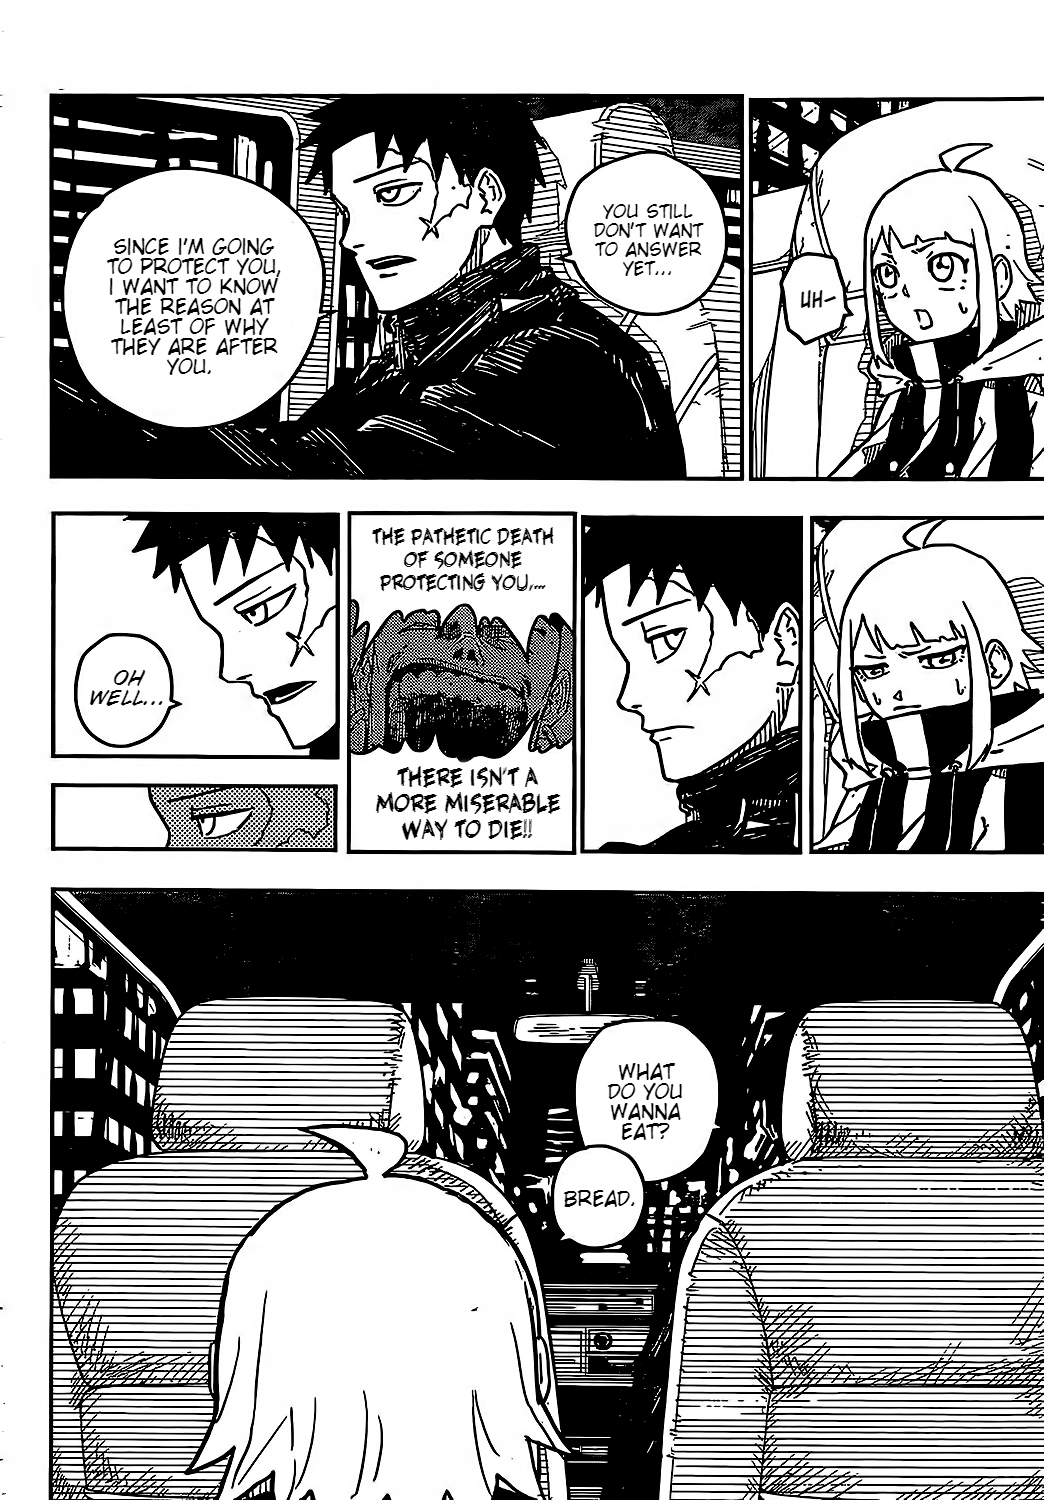 UH-
YOU STILL
DON'T WANT
TO ANSWER
YET...
SINCE I'M GOING
TO PROTECT YOU,
I WANT TO KNOW
THE REASON AT
LEAST OF WHY
THEY ARE AFTER
YOU.
THE PATHETIC DEATH
OF SOMEONE
PROTECTING YOU,...
THERE ISN'T A
MORE MISERABLE
WAY TO DIE!!
OH
WELL...
WHAT
DO YOU
WANNA
EAT?
BREAD.